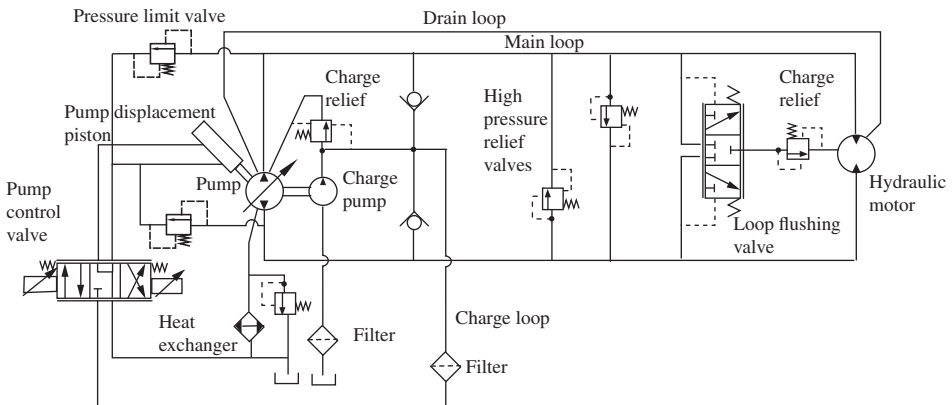 Pressure limit valve
Drain loop
Main loop
Charge
relief
High
pressure
relief
valves
Charge
relief
Pump displacement
piston
Pump
Charge
pump
Hydraulic
motor
Pump
control
valve
Loop flushing
valve
Heat
exchanger
Filter
Charge loop
Filter